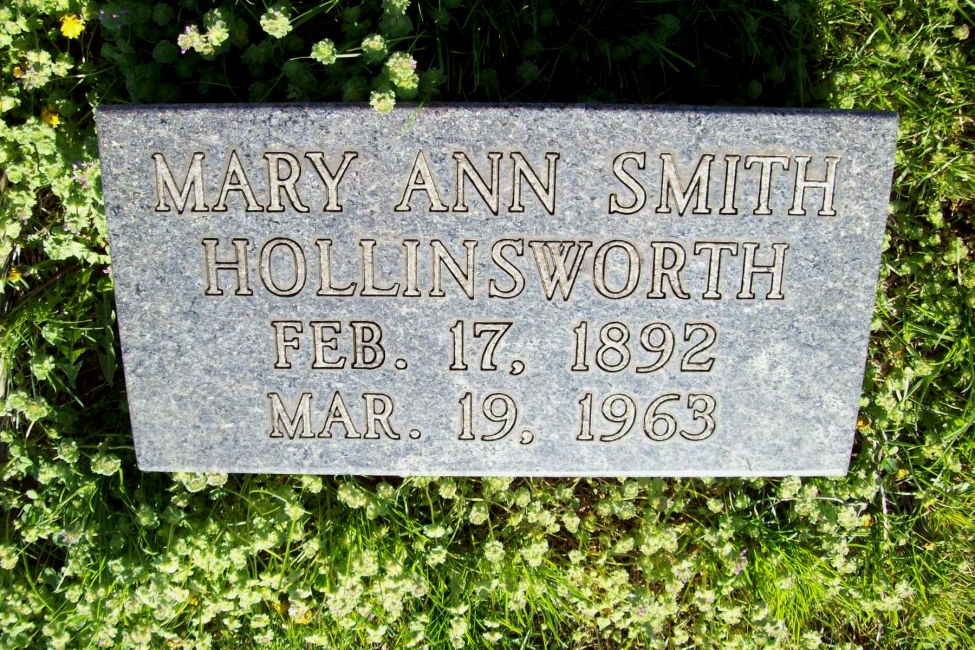 MARY ANN SMITH
HOLLINSWORTH
FEB. 17, 1892
MAR. 19, 1963